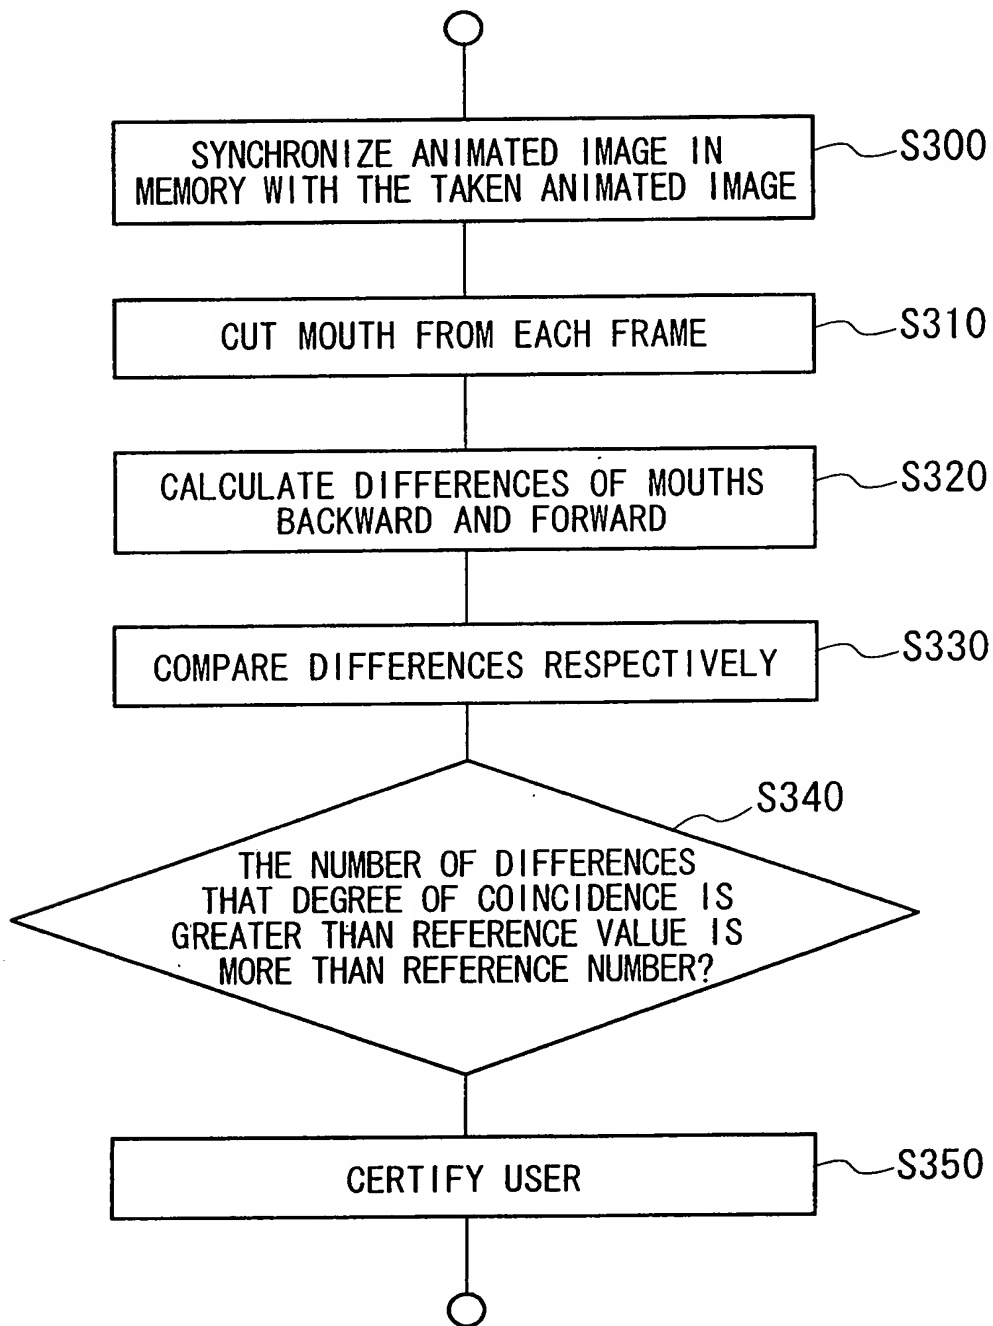 SYNCHRONIZE ANIMATED IMAGE IN
MEMORY WITH THE TAKEN ANIMATED IMAGE
S300
CUT MOUTH FROM EACH FRAME
S310
CALCULATE DIFFERENCES OF MOUTHS
BACKWARD AND FORWARD
S320
COMPARE DIFFERENCES RESPECTIVELY
S330
S340
THE NUMBER OF DIFFERENCES
THAT DEGREE OF COINCIDENCE IS
GREATER THAN REFERENCE VALUE IS
MORE THAN REFERENCE NUMBER?
CERTIFY USER
S350